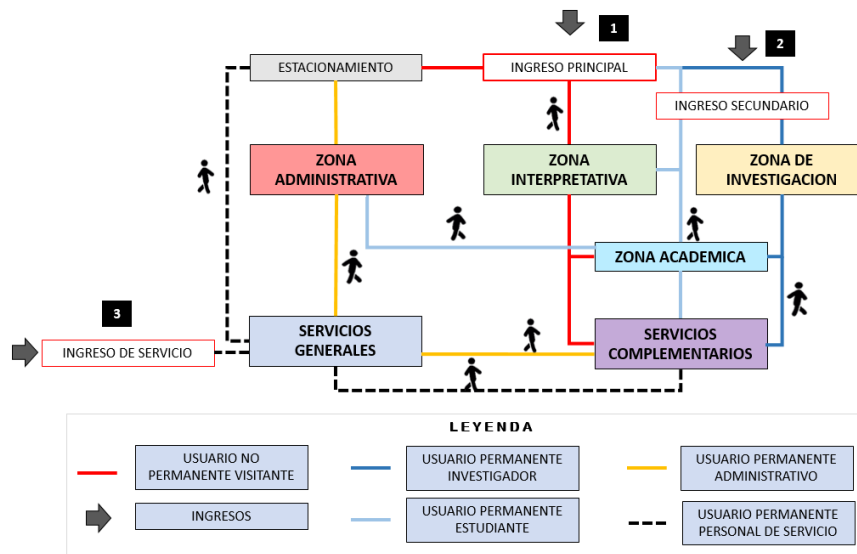 1
2
ESTACIONAMIENTO
INGRESO PRINCIPAL
INGRESO SECUNDARIO
ZONA
ADMINISTRATIVA
ZONA
INTERPRETATIVA
ZONA DE
INVESTIGACION
ZONA ACADEMICA
3
INGRESO DE SERVICIO
SERVICIOS
GENERALES
SERVICIOS
COMPLEMENTARIOS
LEYENDA
USUARIO NO
PERMANENTE VISITANTE
USUARIO PERMANENTE
INVESTIGADOR
USUARIO PERMANENTE
ADMINISTRATIVO
INGRESOS
USUARIO PERMANENTE
ESTUDIANTE
USUARIO PERMANENTE
PERSONAL DE SERVICIO